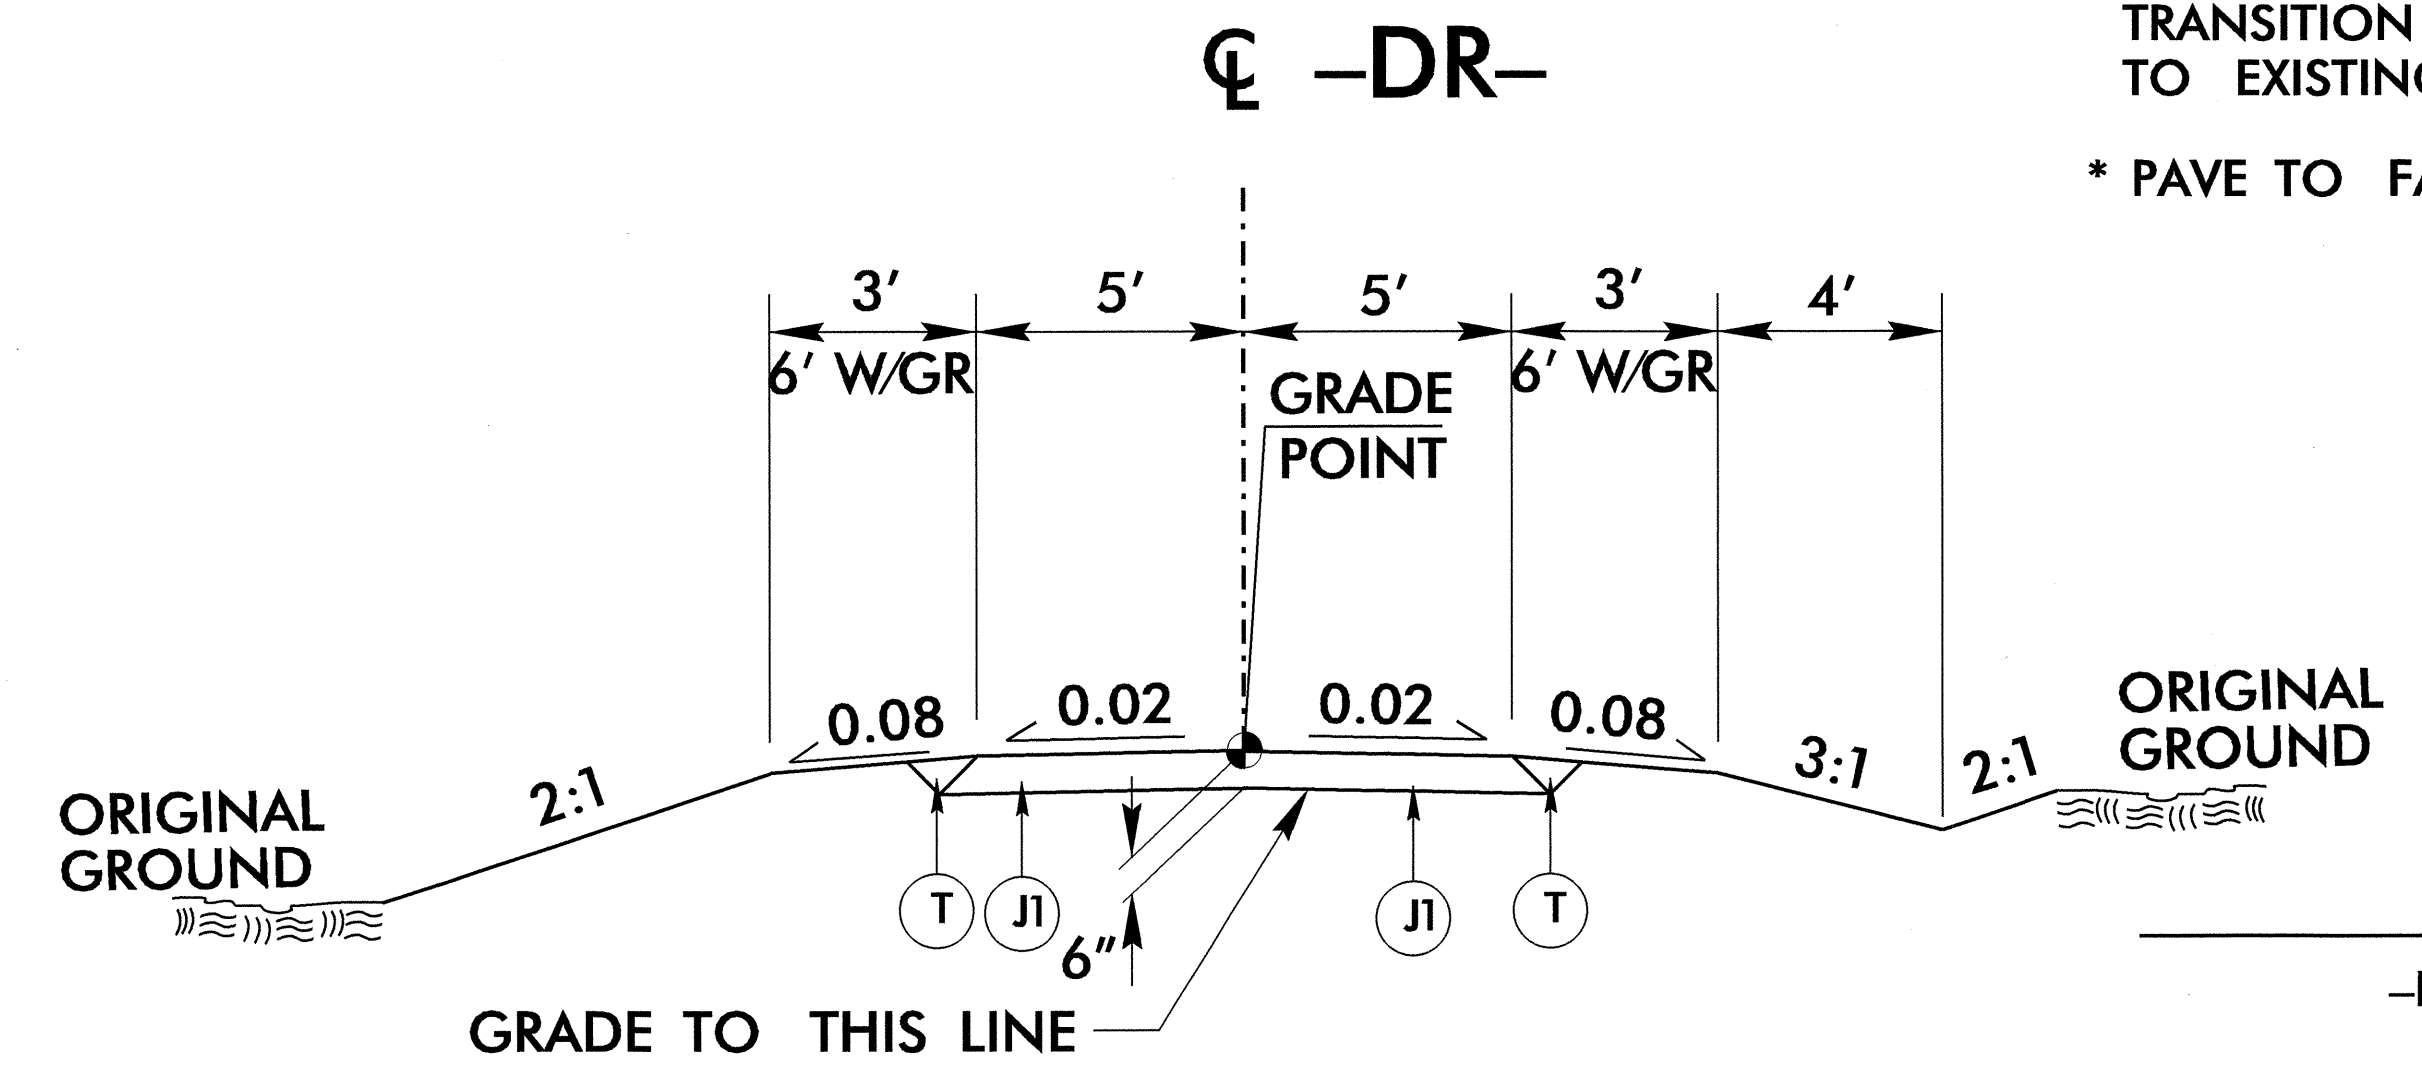 ℄ –DR–
TRANSITION
TO EXISTING
* PAVE TO FA
3' 5' 5' 3' 4'
6' W/GR 6' W/GR
GRADE
POINT
0.08 0.02 0.02 0.08
2:1 3:1 2:1
ORIGINAL
GROUND
ORIGINAL
GROUND
T J1 J1 T
6"
GRADE TO THIS LINE